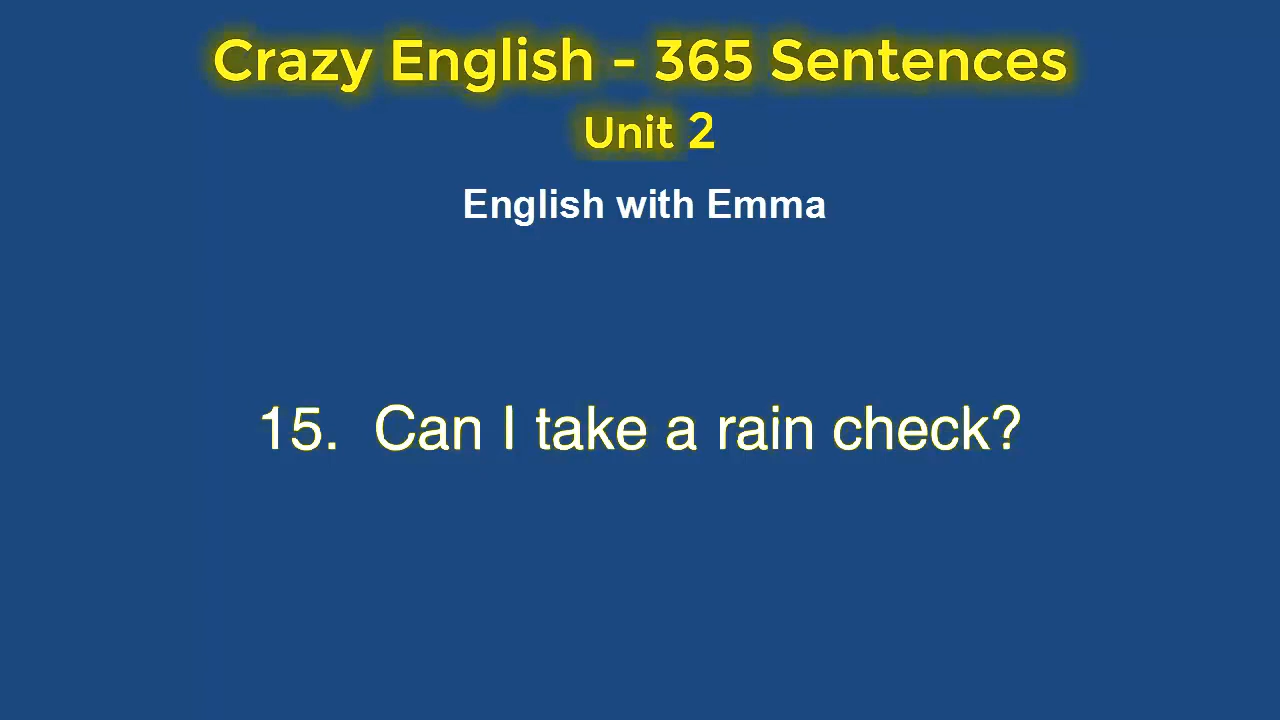 Crazy English - 365 Sentences
Unit 2
English with Emma
15. Can I take a rain check?